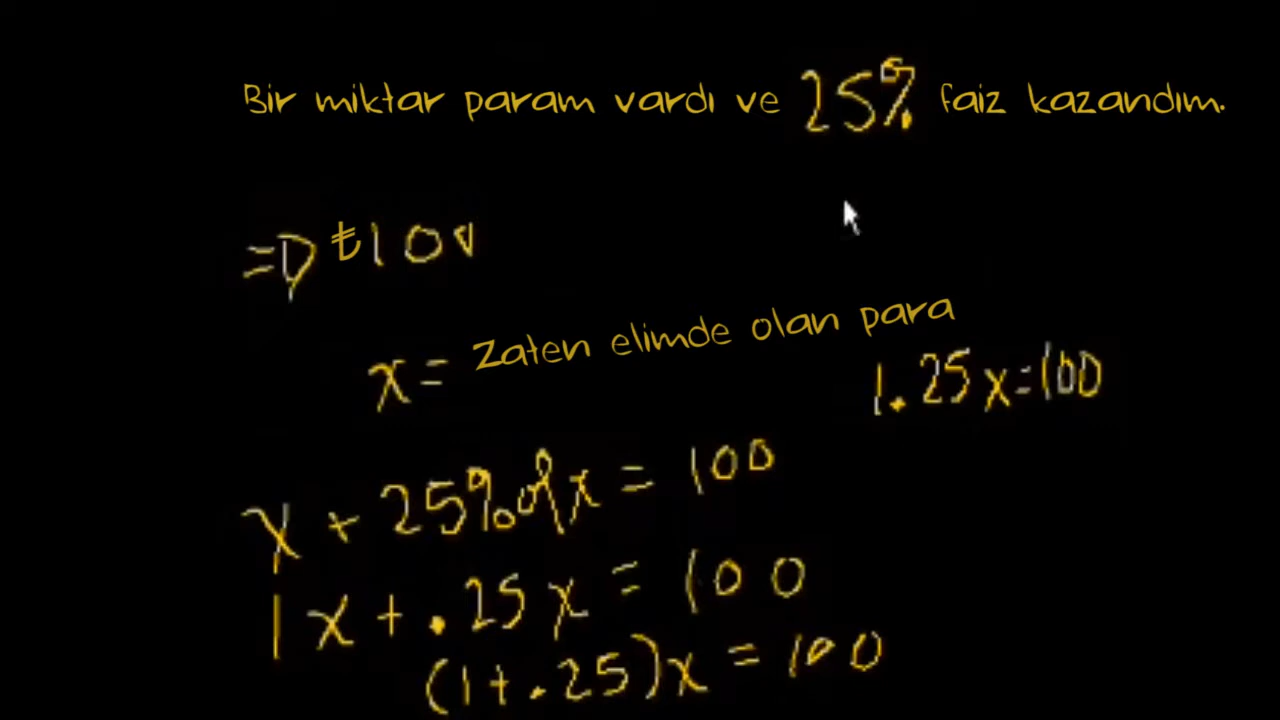 Bir miktar param vardı ve 25% faiz kazandım.
=D ₺100
x = Zaten elimde olan para
1.25x=100
x + 25% of x = 100
1x + .25x = 100
(1+.25)x = 100